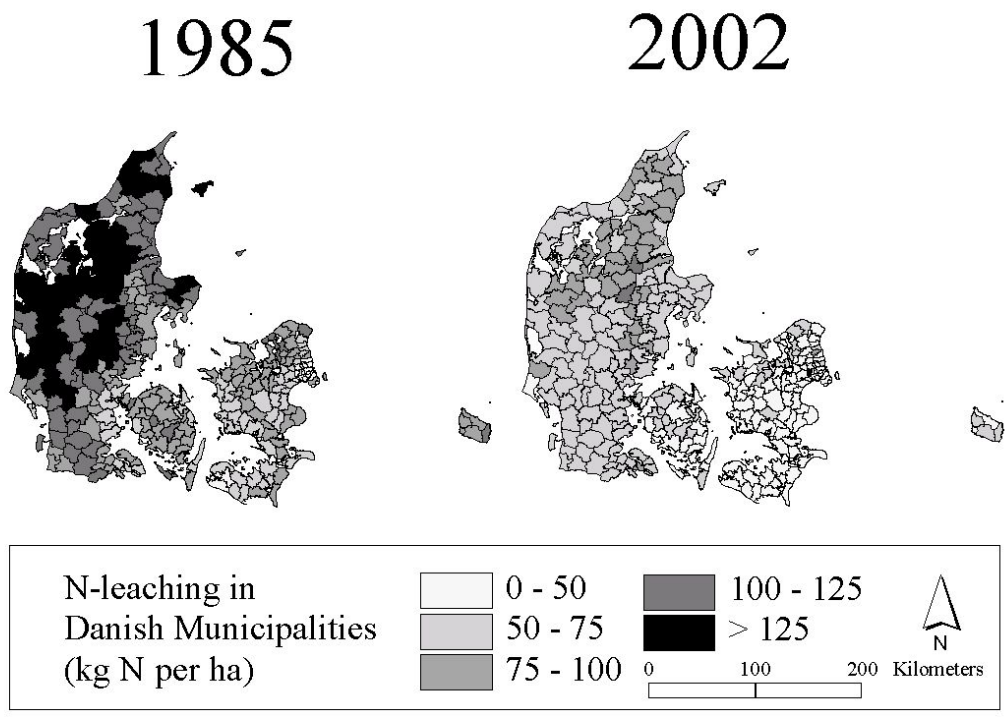 1985
2002
N-leaching in
Danish Municipalities
(kg N per ha)
0 - 50
50 - 75
75 - 100
100 - 125
> 125
N
0 100 200 Kilometers